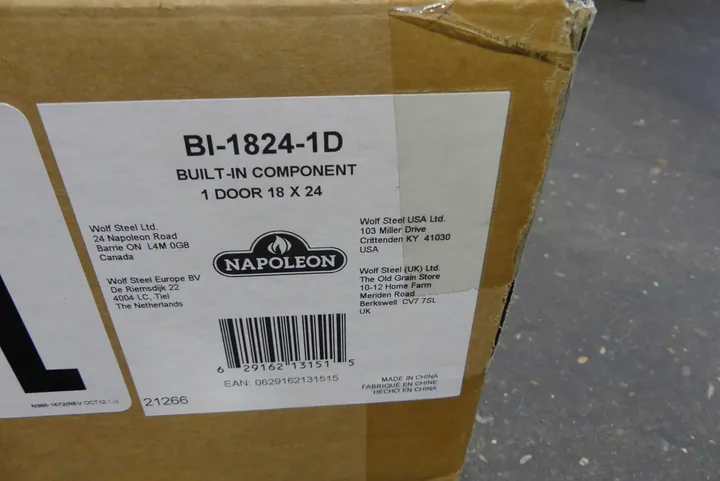 BI-1824-1D
BUILT-IN COMPONENT
1 DOOR 18 X 24
Wolf Steel Ltd.
24 Napoleon Road
Barrie ON L4M 0G8
Canada
Wolf Steel Europe BV
De Riemsdijk 22
4004 LC, Tiel
The Netherlands
NAPOLEON
Wolf Steel USA Ltd.
103 Miller Drive
Crittenden KY 41030
USA
Wolf Steel (UK) Ltd.
The Old Grain Store
10-12 Home Farm
Meriden Road
Berkswell CV7 7SL
UK
6 29162 13151 5
EAN: 0629162131515
MADE IN CHINA
FABRIQUÉ EN CHINE
HECHO EN CHINA
21266